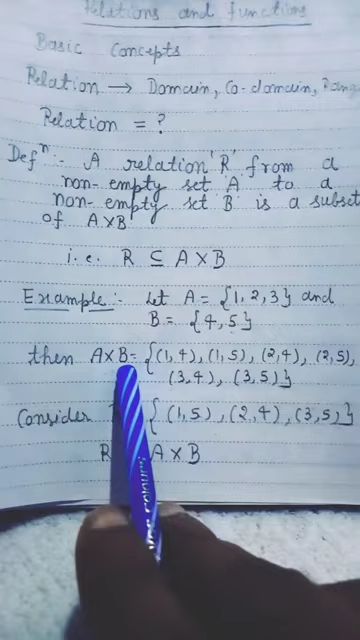 Relations and functions
Basic Concepts
Relation → Domain, Co-domain, Rang
Relation = ?
Defⁿ:- A relation 'R' from a
non-empty set A to a
non-empty set B is a subset
of A×B
i.e. R ⊆ A×B
Example:- Let A = {1, 2, 3} and
B = {4, 5}
then A×B = {(1,4), (1,5), (2,4), (2,5),
(3,4), (3,5)}
Consider { (1,5), (2,4), (3,5)}
R A×B